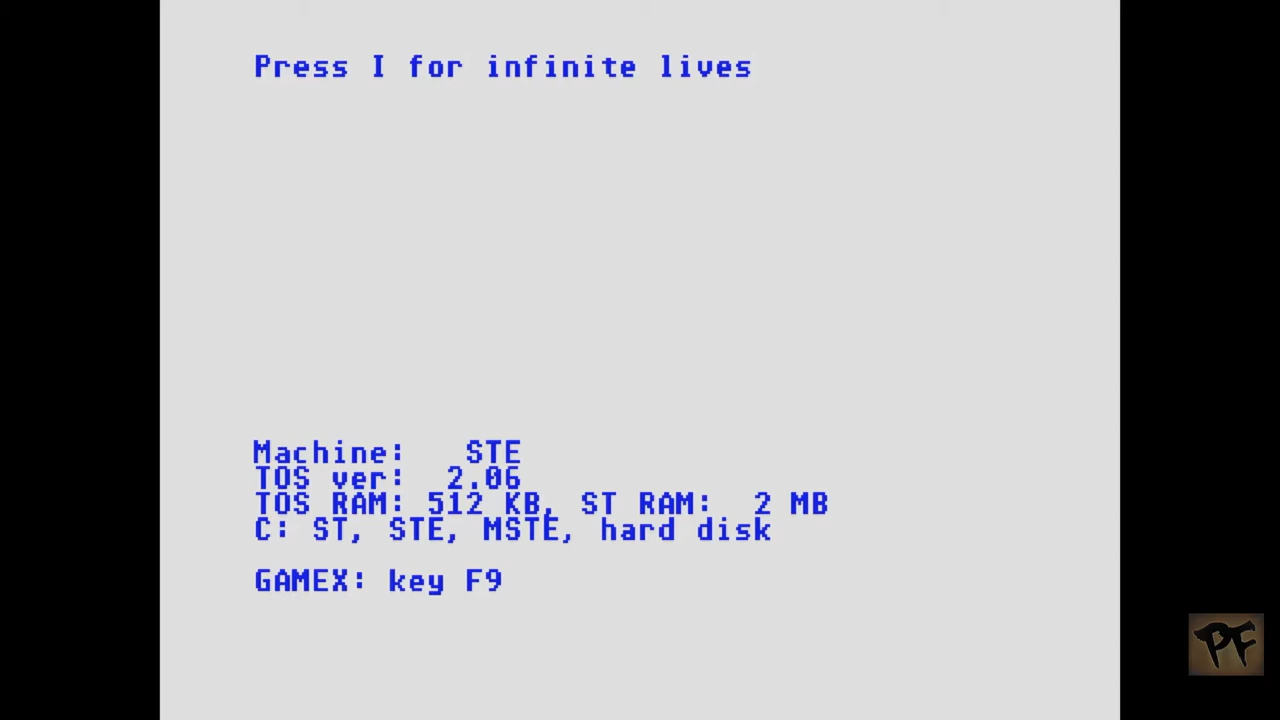 Press I for infinite lives
Machine:   STE
TOS ver:  2.06
TOS RAM: 512 KB, ST RAM:  2 MB
C: ST, STE, MSTE, hard disk
GAMEX: key F9
PF